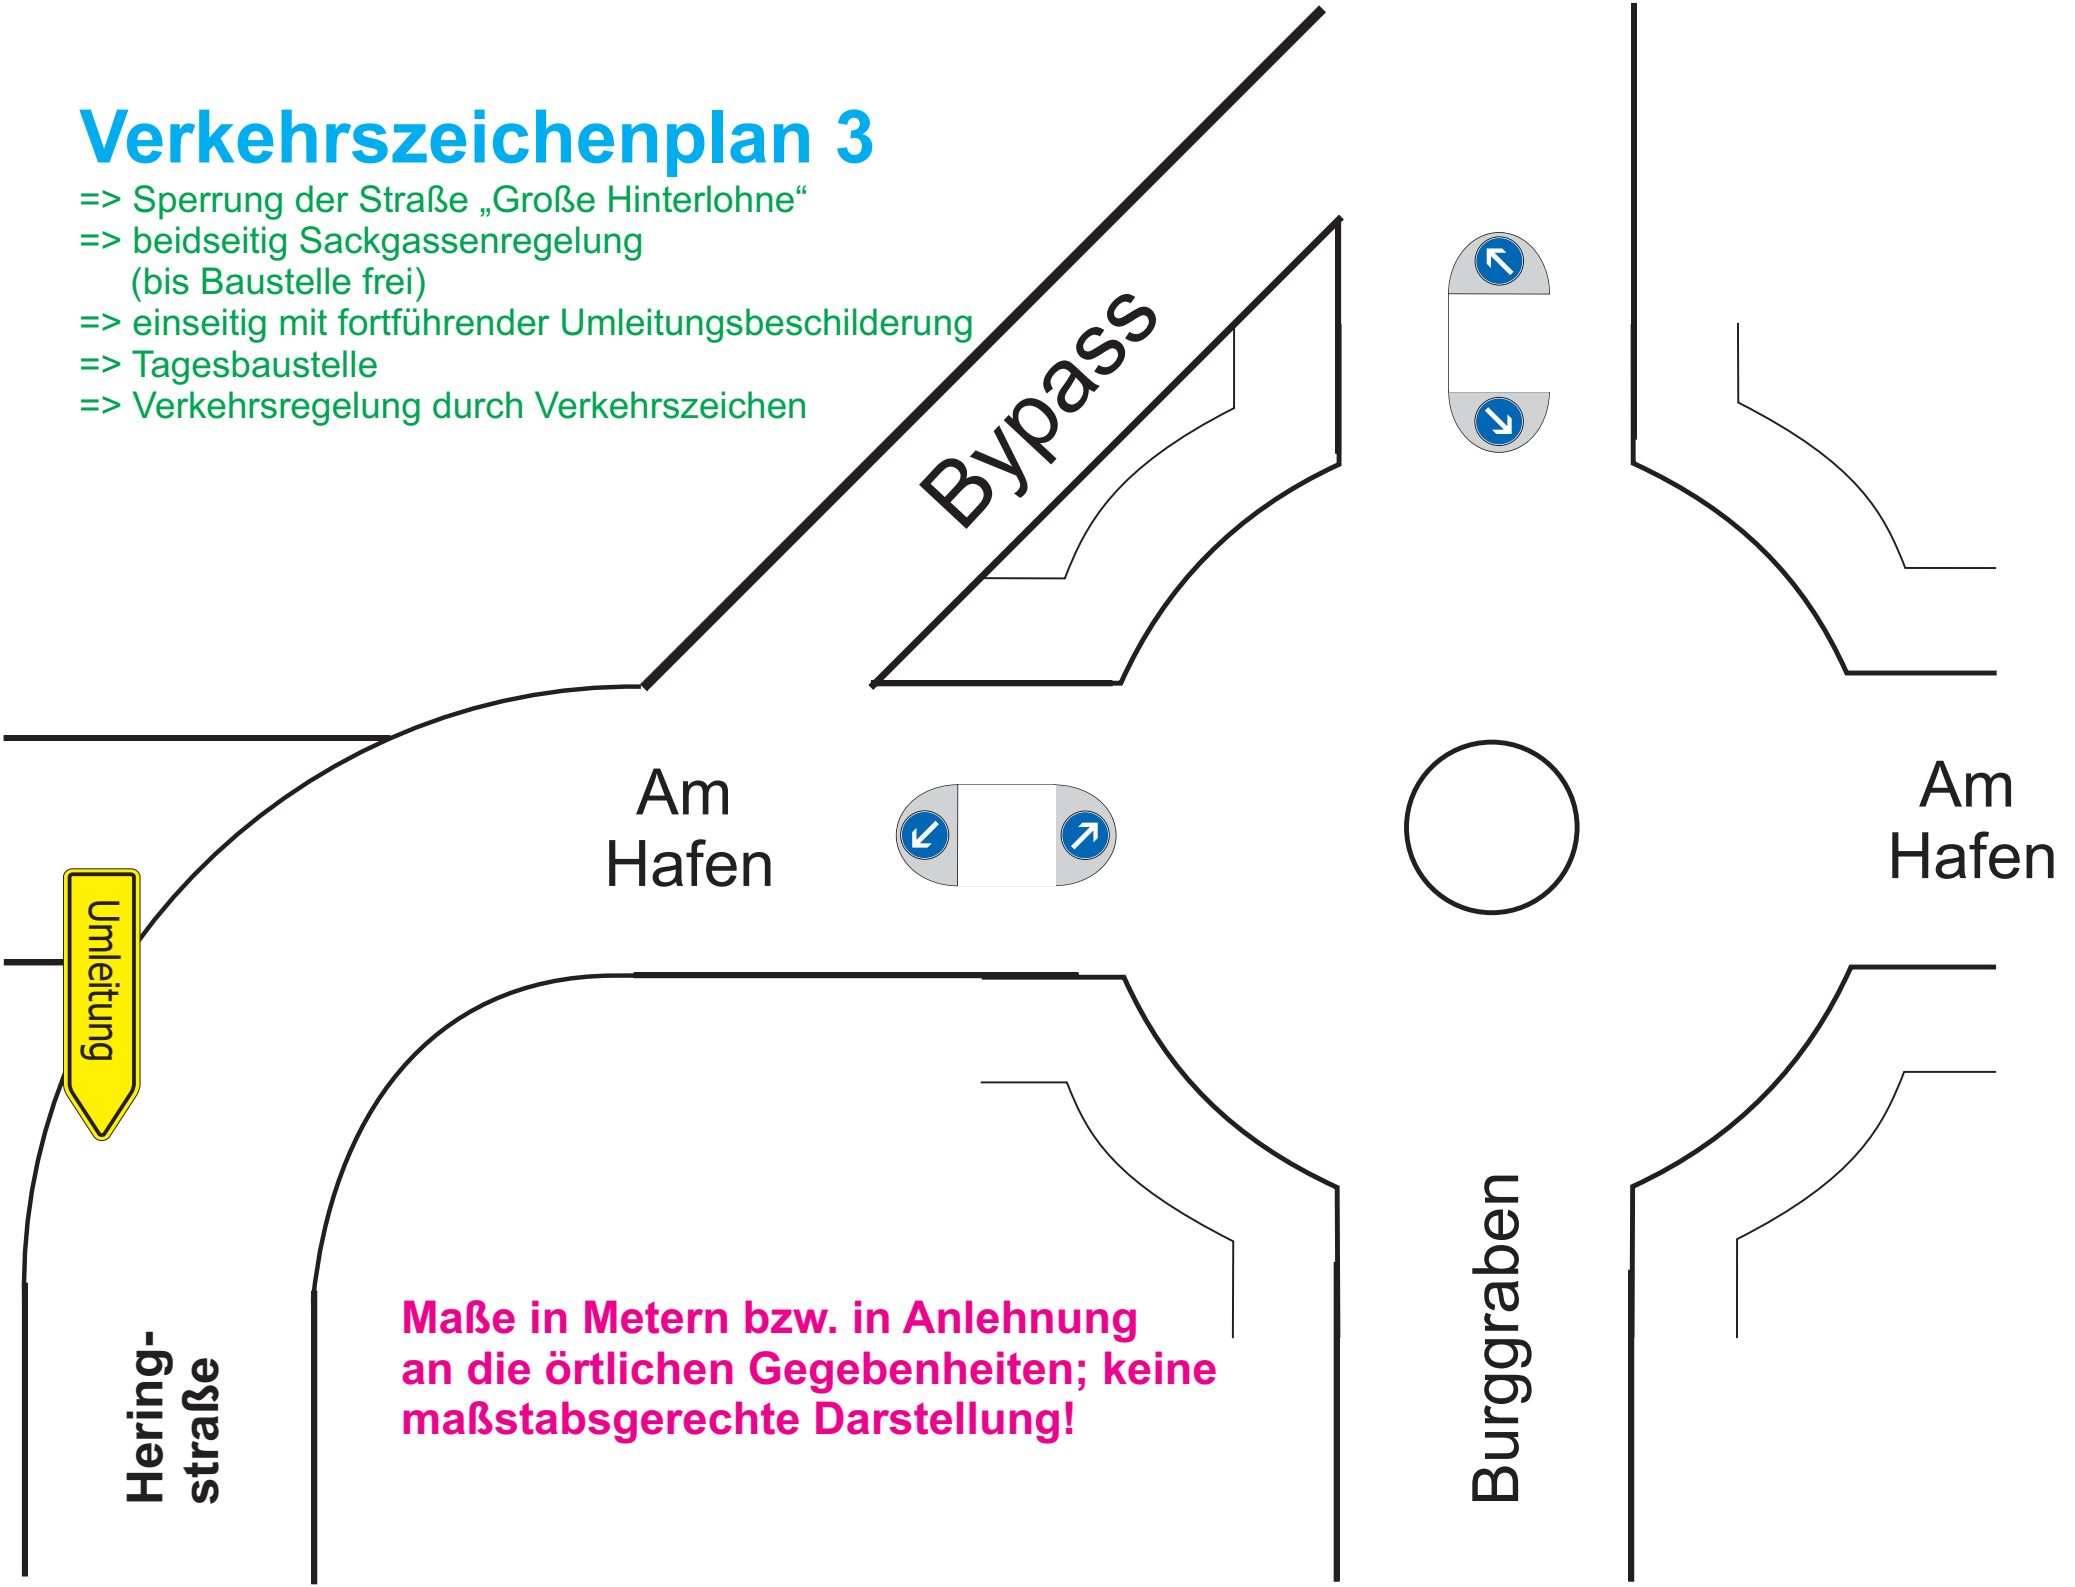 Verkehrszeichenplan 3
=> Sperrung der Straße „Große Hinterlohne“
=> beidseitig Sackgassenregelung
(bis Baustelle frei)
=> einseitig mit fortführender Umleitungsbeschilderung
=> Tagesbaustelle
=> Verkehrsregelung durch Verkehrszeichen
Bypass
Am
Hafen
Am
Hafen
Umleitung
Maße in Metern bzw. in Anlehnung
an die örtlichen Gegebenheiten; keine
maßstabsgerechte Darstellung!
Hering-
straße
Burggraben